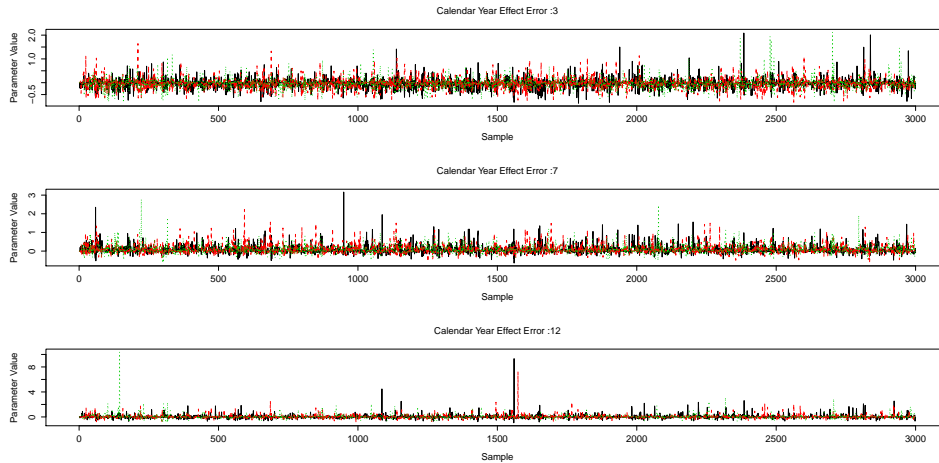 Calendar Year Effect Error :3
Parameter Value
−0.5
1.0
2.0
0 500 1000 1500 2000 2500 3000
Sample
Calendar Year Effect Error :7
Parameter Value
0
1
2
3
0 500 1000 1500 2000 2500 3000
Sample
Calendar Year Effect Error :12
Parameter Value
0
4
8
0 500 1000 1500 2000 2500 3000
Sample